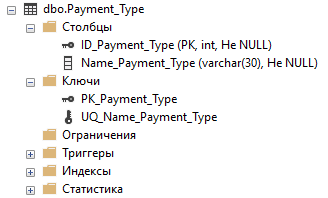 dbo.Payment_Type
Столбцы
ID_Payment_Type (PK, int, Не NULL)
Name_Payment_Type (varchar(30), Не NULL)
Ключи
PK_Payment_Type
UQ_Name_Payment_Type
Ограничения
Триггеры
Индексы
Статистика